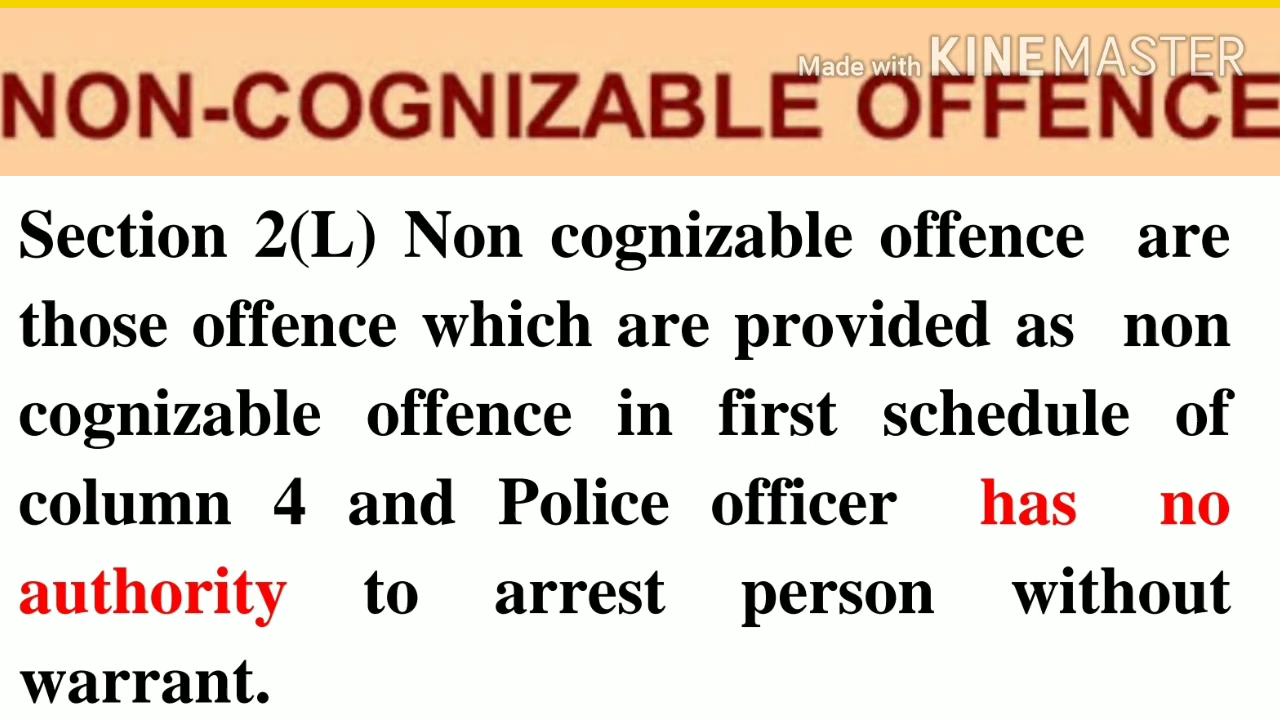 Made with KINEMASTER
NON-COGNIZABLE OFFENCE
Section 2(L) Non cognizable offence are
those offence which are provided as non
cognizable offence in first schedule of
column 4 and Police officer has no
authority to arrest person without
warrant.